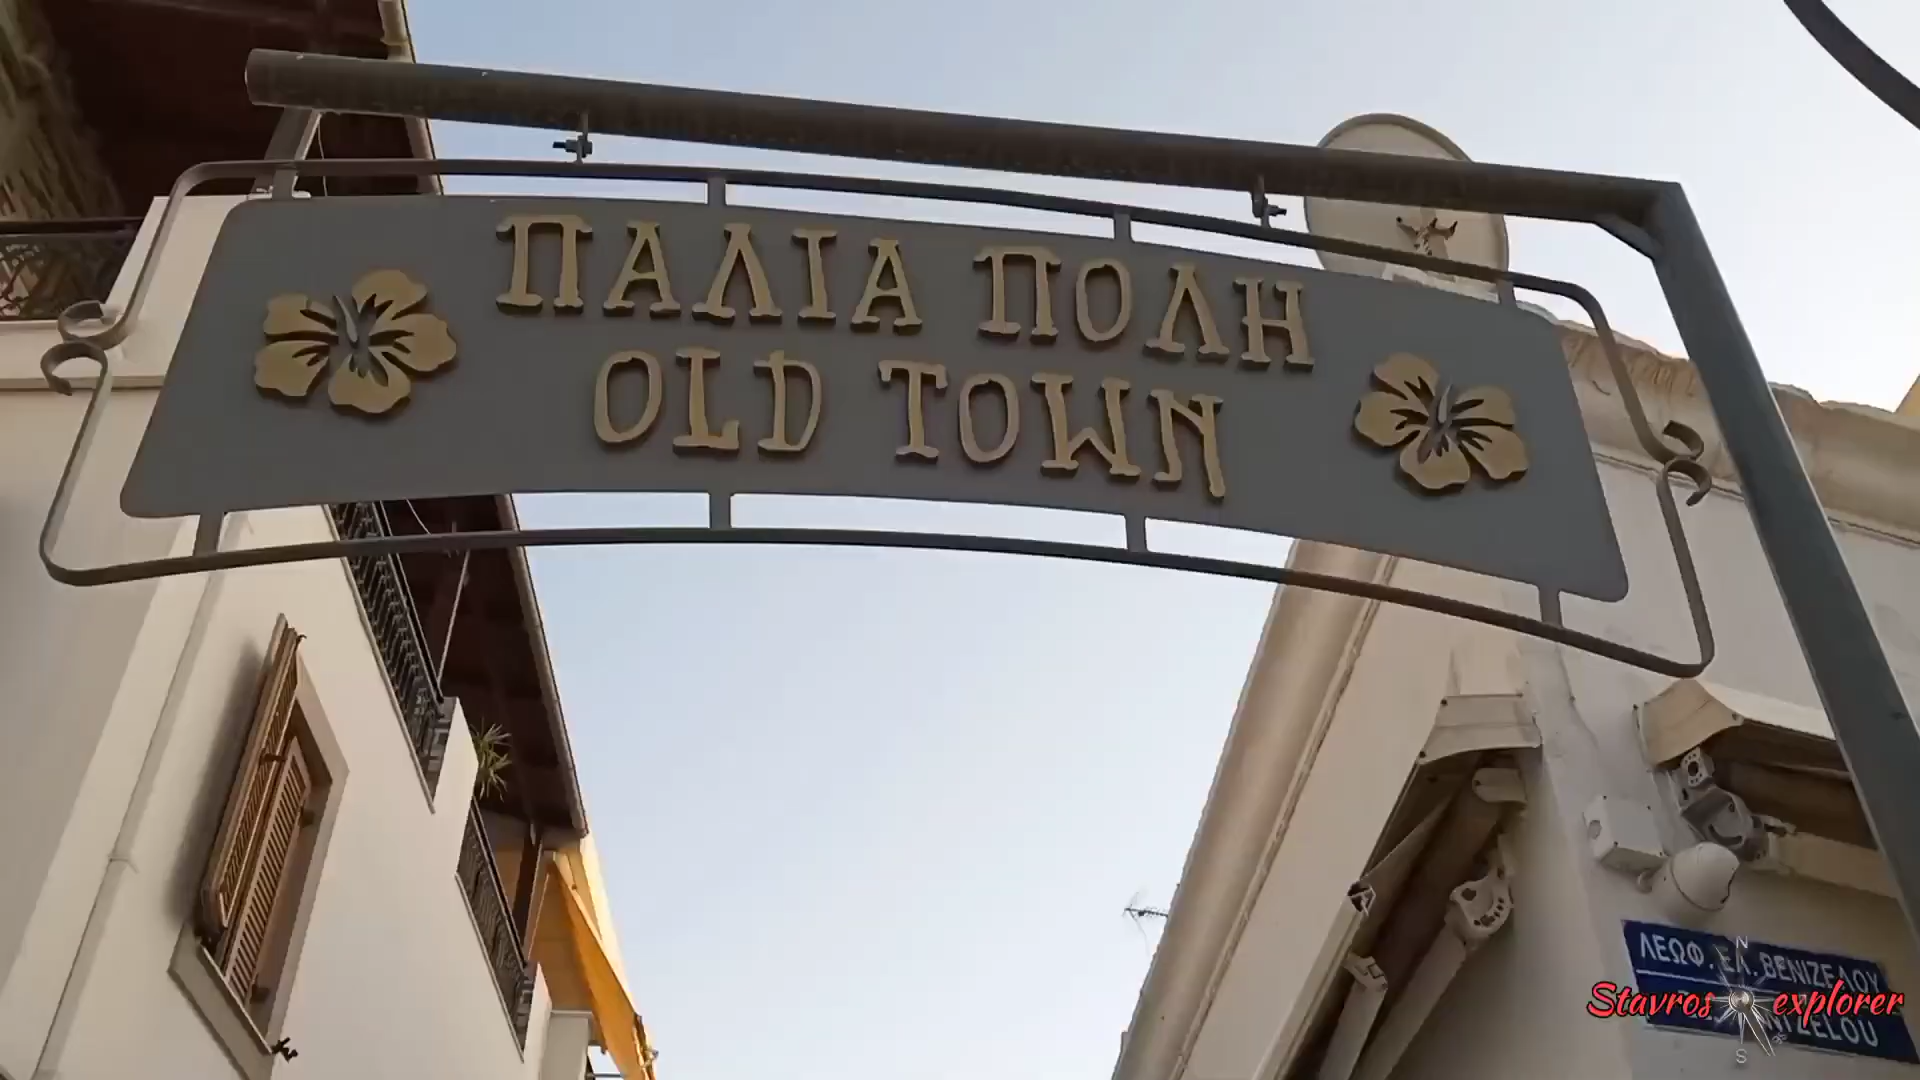 ΠΑΛΙΑ ΠΟΛΗ
OLD TOWN
ΛΕΩΦ. ΕΛ. ΒΕΝΙΖΕΛΟΥ
Stavros explorer
N
S